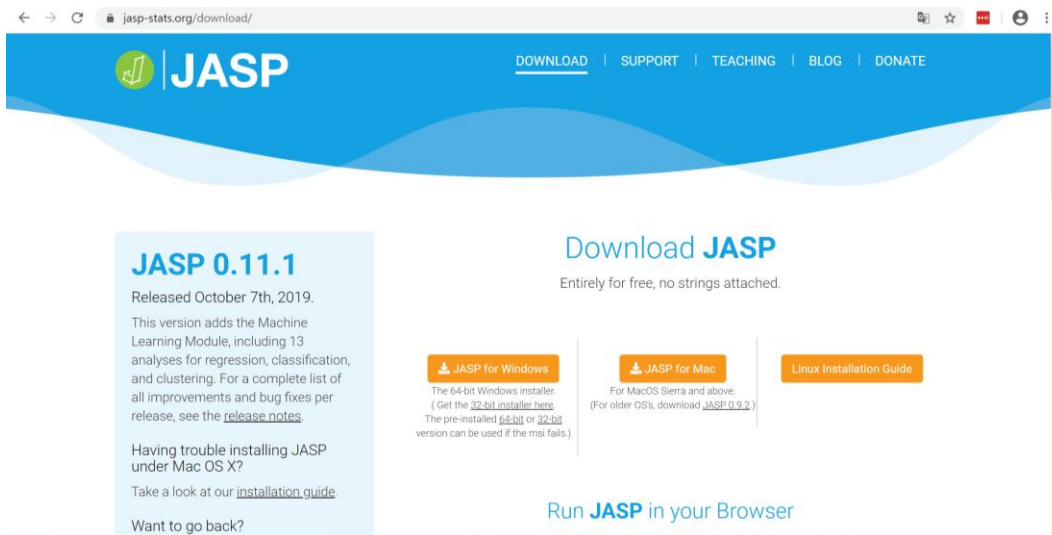 jasp-stats.org/download/
JASP
DOWNLOAD | SUPPORT | TEACHING | BLOG | DONATE
JASP 0.11.1
Released October 7th, 2019.
This version adds the Machine
Learning Module, including 13
analyses for regression, classification,
and clustering. For a complete list of
all improvements and bug fixes per
release, see the release notes.
Having trouble installing JASP
under Mac OS X?
Take a look at our installation guide.
Want to go back?
Download JASP
Entirely for free, no strings attached.
JASP for Windows
The 64-bit Windows installer.
( Get the 32-bit installer here.
The pre-installed 64-bit or 32-bit
version can be used if the msi fails.)
JASP for Mac
For MacOS Sierra and above.
(For older OS's, download JASP 0.9.2.)
Linux Installation Guide
Run JASP in your Browser